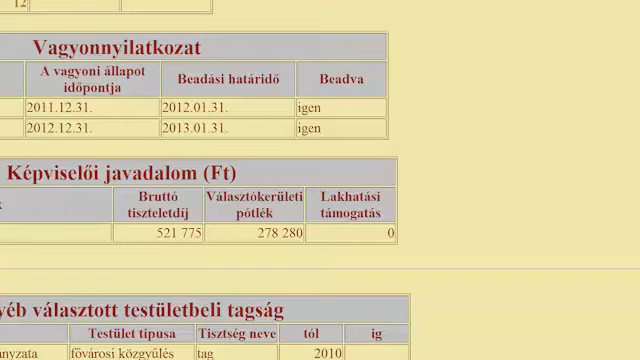 12
Vagyonnyilatkozat
A vagyoni állapot időpontja Beadási határidő Beadva
2011.12.31. 2012.01.31. igen
2012.12.31. 2013.01.31. igen
Képviselői javadalom (Ft)
Bruttó tiszteletdíj Választókerületi pótlék Lakhatási támogatás
521 775 278 280 0
yéb választott testületbeli tagság
Testület típusa Tisztség neve tól ig
nyzata fővárosi közgyűlés tag 2010